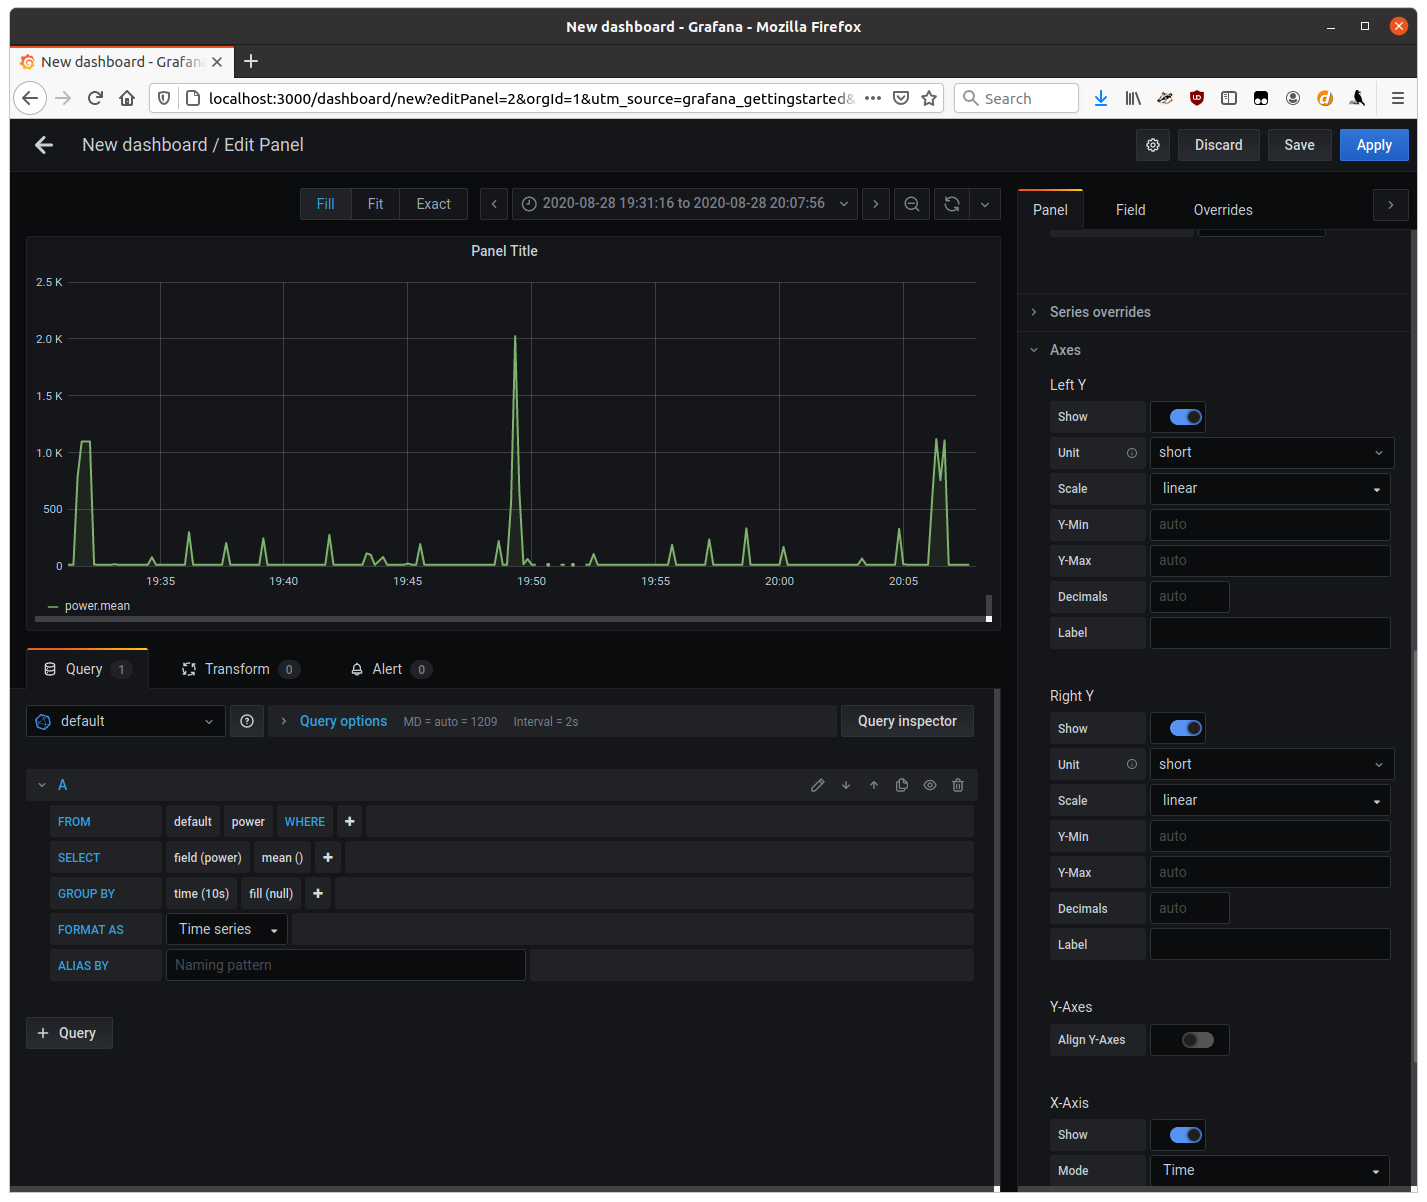 New dashboard - Grafana - Mozilla Firefox
New dashboard - Grafana
localhost:3000/dashboard/new?editPanel=2&orgId=1&utm_source=grafana_gettingstarted&
Search
New dashboard / Edit Panel
Discard
Save
Apply
Fill
Fit
Exact
2020-08-28 19:31:16 to 2020-08-28 20:07:56
Panel Title
2.5 K
2.0 K
1.5 K
1.0 K
500
0
19:35
19:40
19:45
19:50
19:55
20:00
20:05
power.mean
Query 1
Transform 0
Alert 0
default
Query options MD = auto = 1209 Interval = 2s
Query inspector
A
FROM default power WHERE +
SELECT field (power) mean () +
GROUP BY time (10s) fill (null) +
FORMAT AS Time series
ALIAS BY Naming pattern
+ Query
Panel
Field
Overrides
Series overrides
Axes
Left Y
Show
Unit short
Scale linear
Y-Min auto
Y-Max auto
Decimals auto
Label
Right Y
Show
Unit short
Scale linear
Y-Min auto
Y-Max auto
Decimals auto
Label
Y-Axes
Align Y-Axes
X-Axis
Show
Mode Time